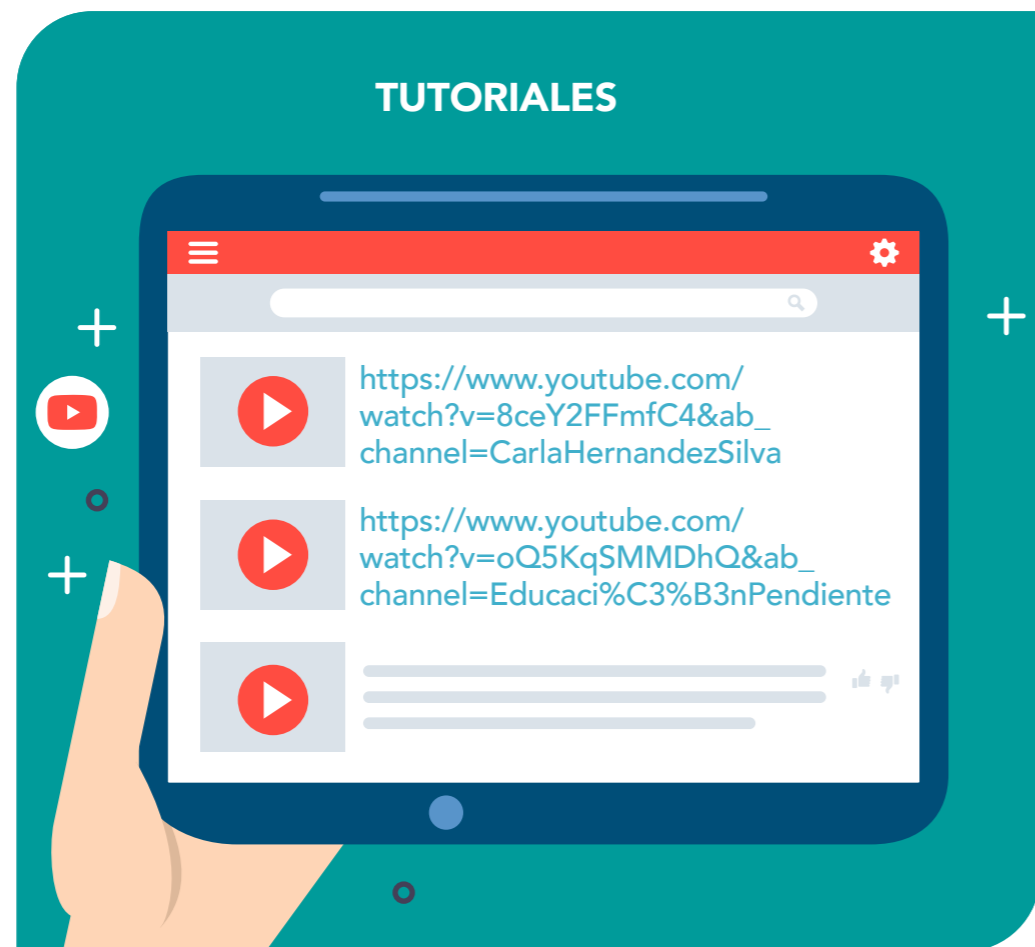 TUTORIALES
https://www.youtube.com/
watch?v=8ceY2FFmfC4&ab_
channel=CarlaHernandezSilva
https://www.youtube.com/
watch?v=oQ5KqSMMDhQ&ab_
channel=Educaci%C3%B3nPendiente